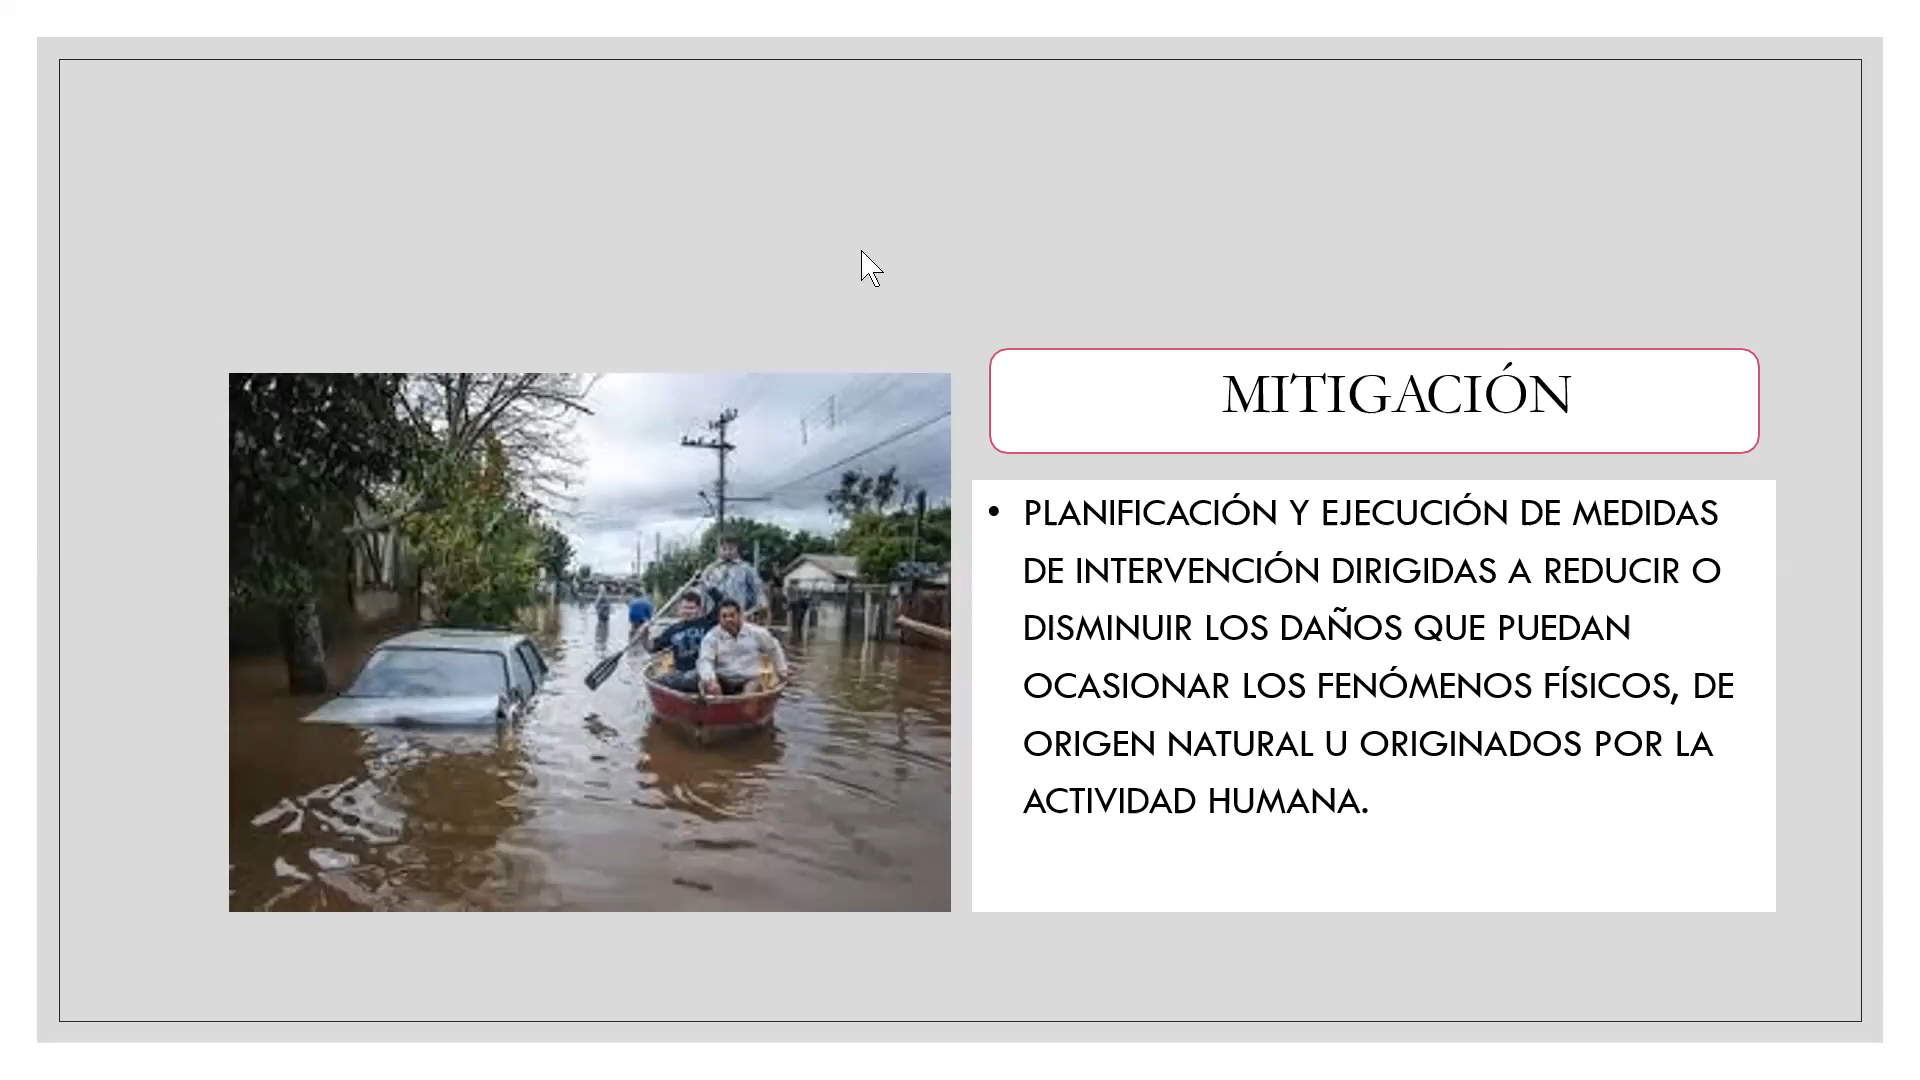 MITIGACIÓN
• PLANIFICACIÓN Y EJECUCIÓN DE MEDIDAS
DE INTERVENCIÓN DIRIGIDAS A REDUCIR O
DISMINUIR LOS DAÑOS QUE PUEDAN
OCASIONAR LOS FENÓMENOS FÍSICOS, DE
ORIGEN NATURAL U ORIGINADOS POR LA
ACTIVIDAD HUMANA.